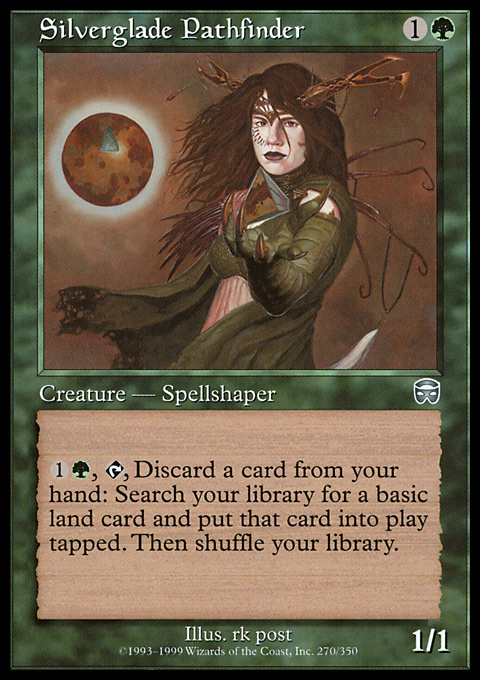 Silverglade Pathfinder 1
Creature — Spellshaper
1, , Discard a card from your
hand: Search your library for a basic
land card and put that card into play
tapped. Then shuffle your library.
Illus. rk post
©1993–1999 Wizards of the Coast, Inc. 270/350
1/1